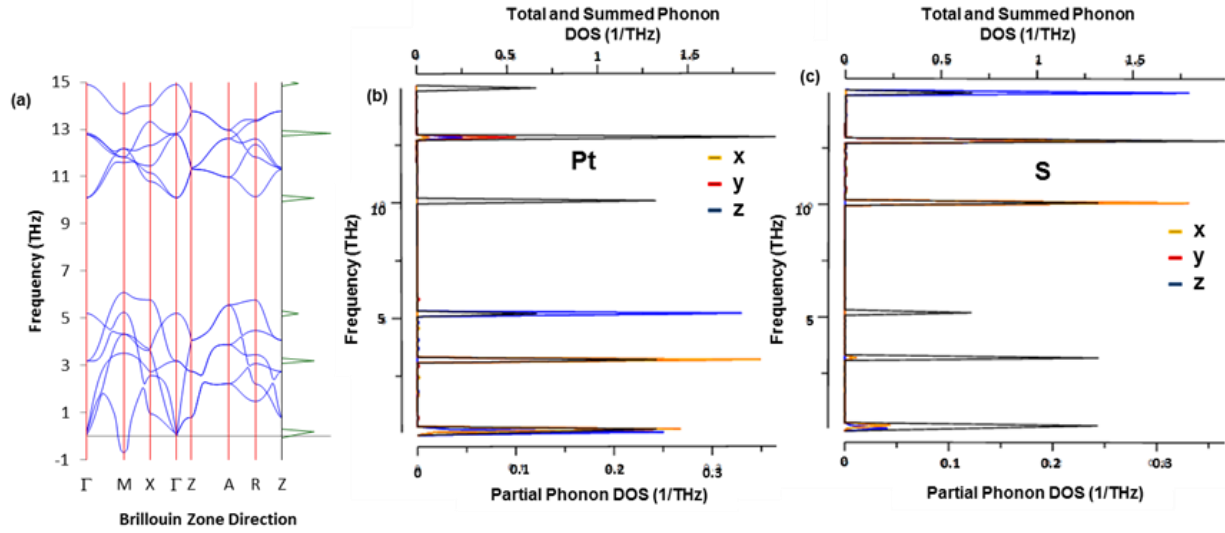 (a)
15
13
11
9
7
5
3
1
-1
Frequency (THz)
Γ M X Γ Z A R Z
Brillouin Zone Direction
Total and Summed Phonon
DOS (1/THz)
0 0.5 1 1.5
(b)
Pt
x
y
z
10
5
0
Frequency (THz)
0 0.1 0.2 0.3
Partial Phonon DOS (1/THz)
Total and Summed Phonon
DOS (1/THz)
0 0.5 1 1.5
(c)
S
x
y
z
10
5
0
Frequency (THz)
0 0.1 0.2 0.3
Partial Phonon DOS (1/THz)